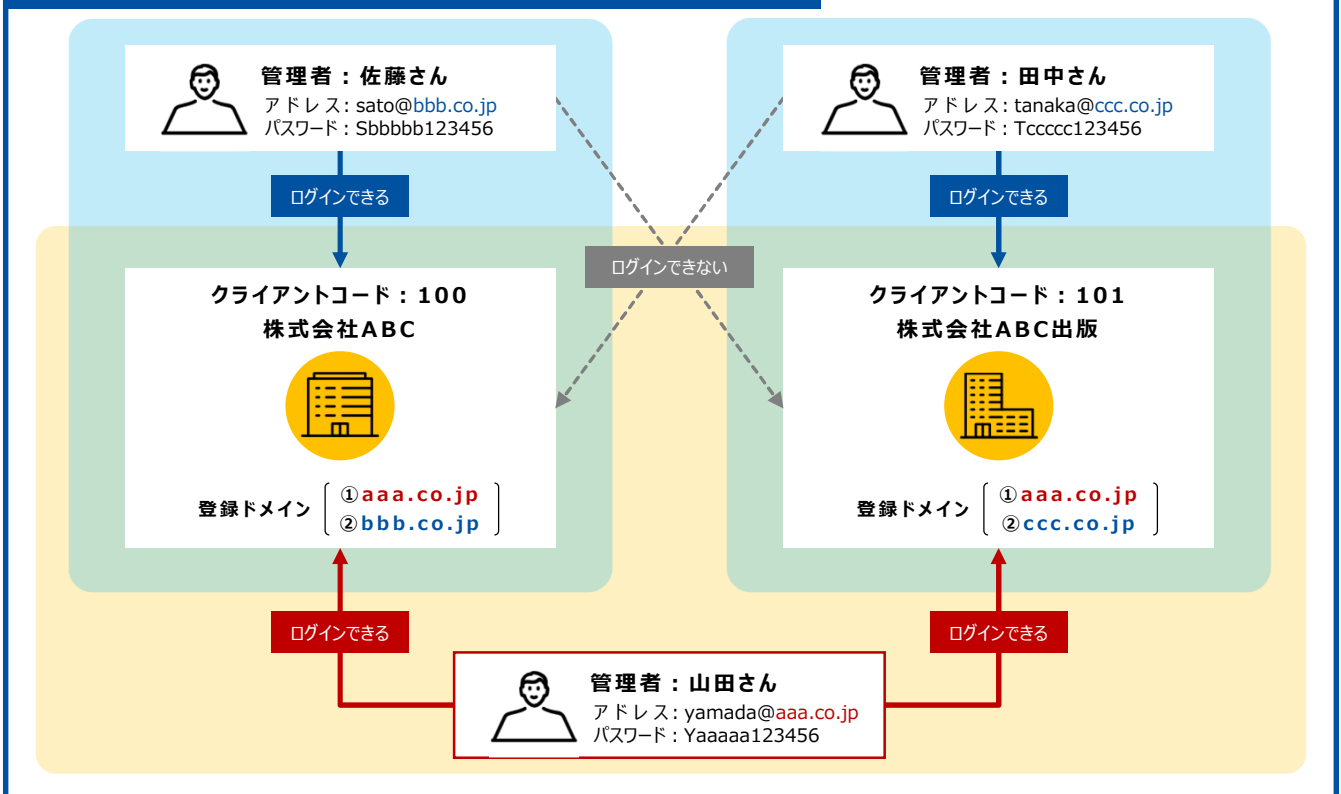 管理者：佐藤さん
アドレス：sato@bbb.co.jp
パスワード：Sbbbbb123456
管理者：田中さん
アドレス：tanaka@ccc.co.jp
パスワード：Tccccc123456
ログインできる
ログインできる
ログインできない
クライアントコード：100
株式会社ABC
登録ドメイン
①aaa.co.jp
②bbb.co.jp
クライアントコード：101
株式会社ABC出版
登録ドメイン
①aaa.co.jp
②ccc.co.jp
ログインできる
ログインできる
管理者：山田さん
アドレス：yamada@aaa.co.jp
パスワード：Yaaaaa123456